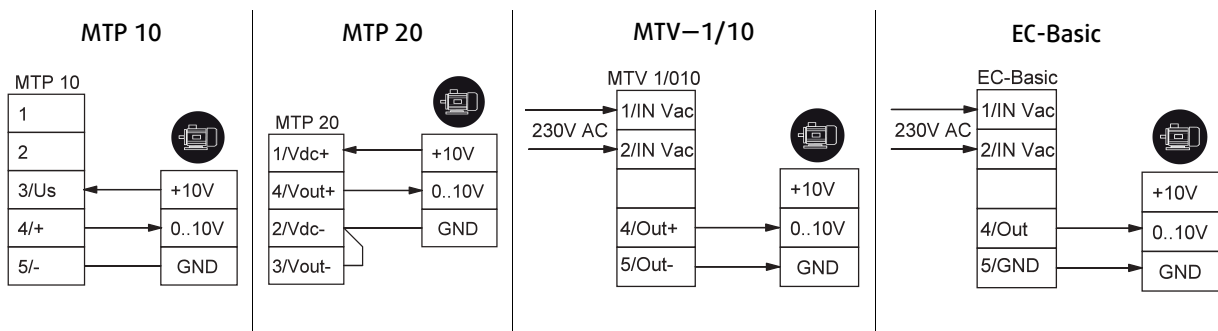 MTP 10
MTP 10
1
2
3/Us
4/+
5/-
+10V
0..10V
GND
MTP 20
MTP 20
1/Vdc+
4/Vout+
2/Vdc-
3/Vout-
+10V
0..10V
GND
MTV–1/10
MTV 1/010
230V AC
1/IN Vac
2/IN Vac
4/Out+
5/Out-
+10V
0..10V
GND
EC-Basic
EC-Basic
230V AC
1/IN Vac
2/IN Vac
4/Out
5/GND
+10V
0..10V
GND